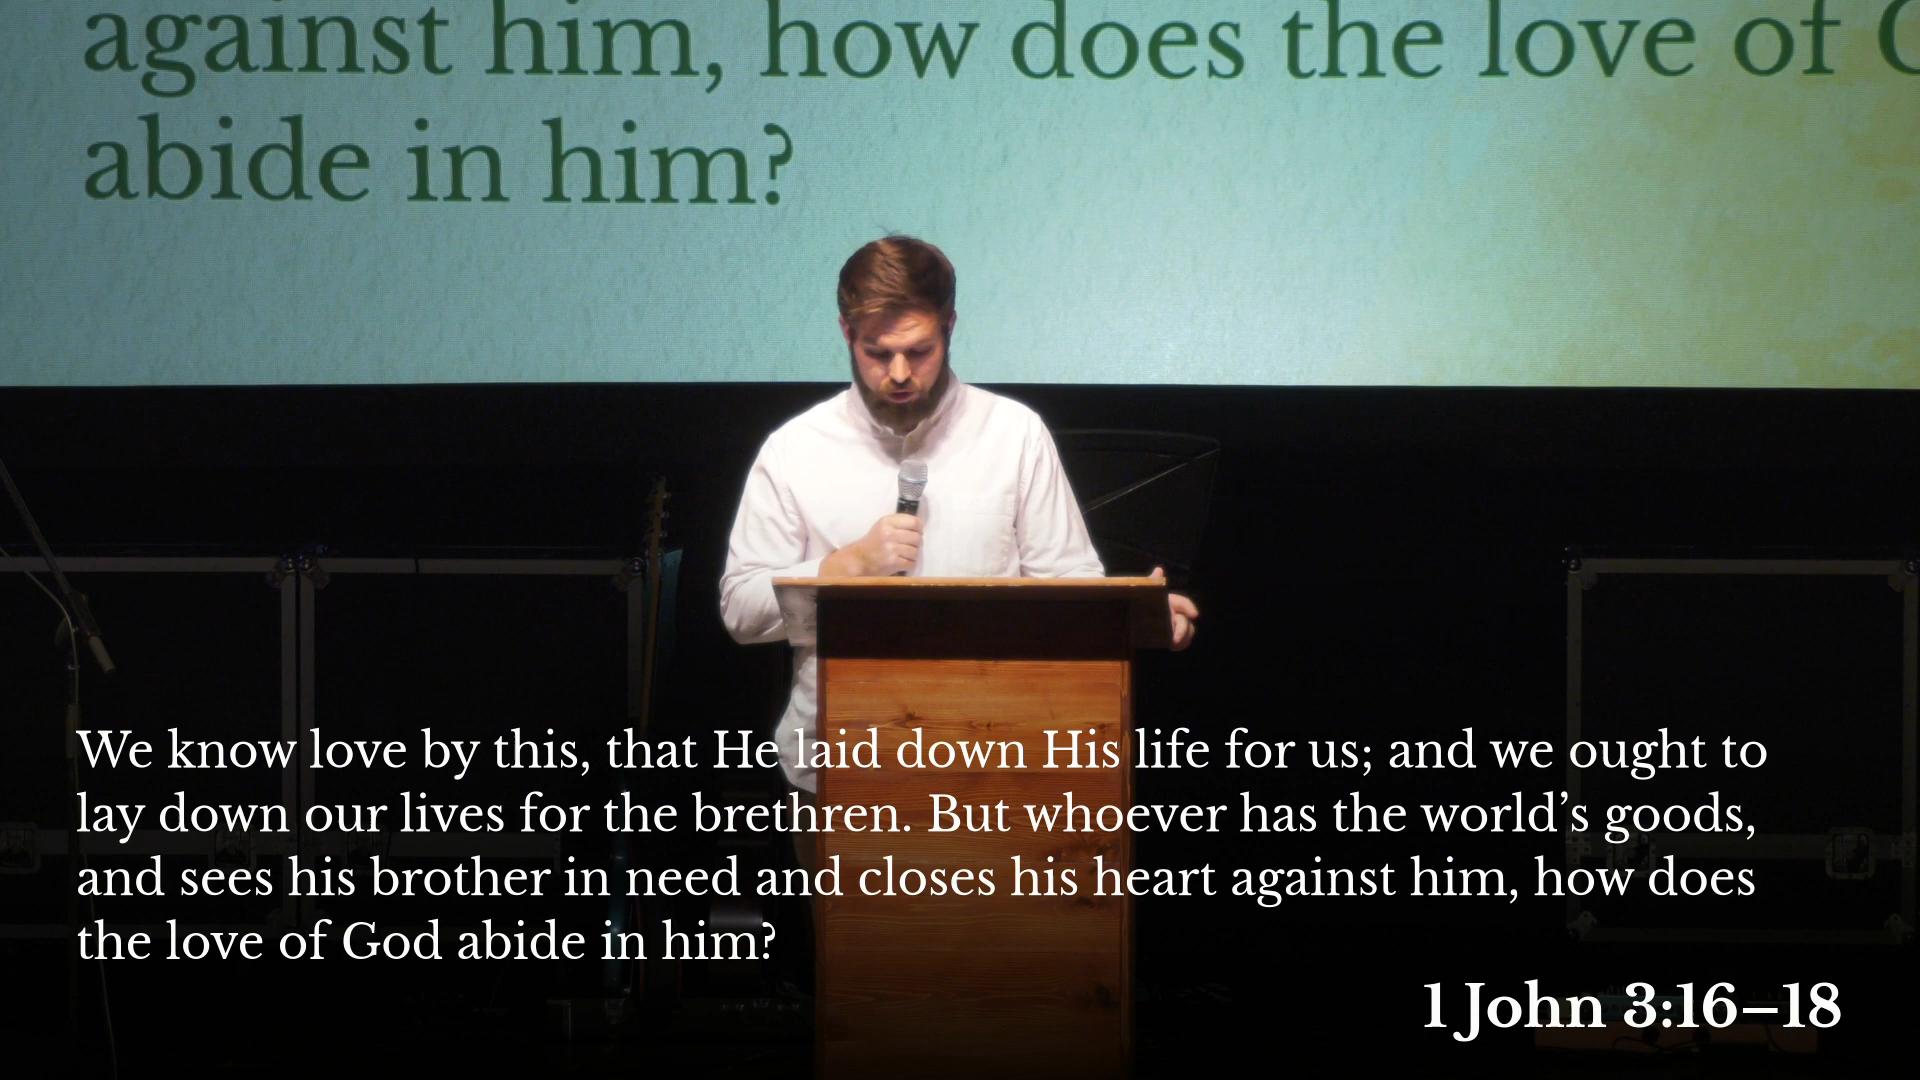 against him, how does the love of
abide in him?
We know love by this, that He laid down His life for us; and we ought to
lay down our lives for the brethren. But whoever has the world’s goods,
and sees his brother in need and closes his heart against him, how does
the love of God abide in him?
1 John 3:16–18